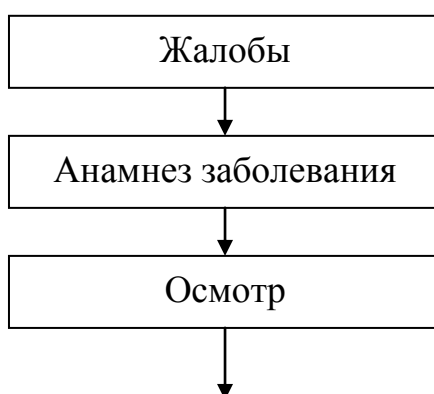 Жалобы
Анамнез заболевания
Осмотр